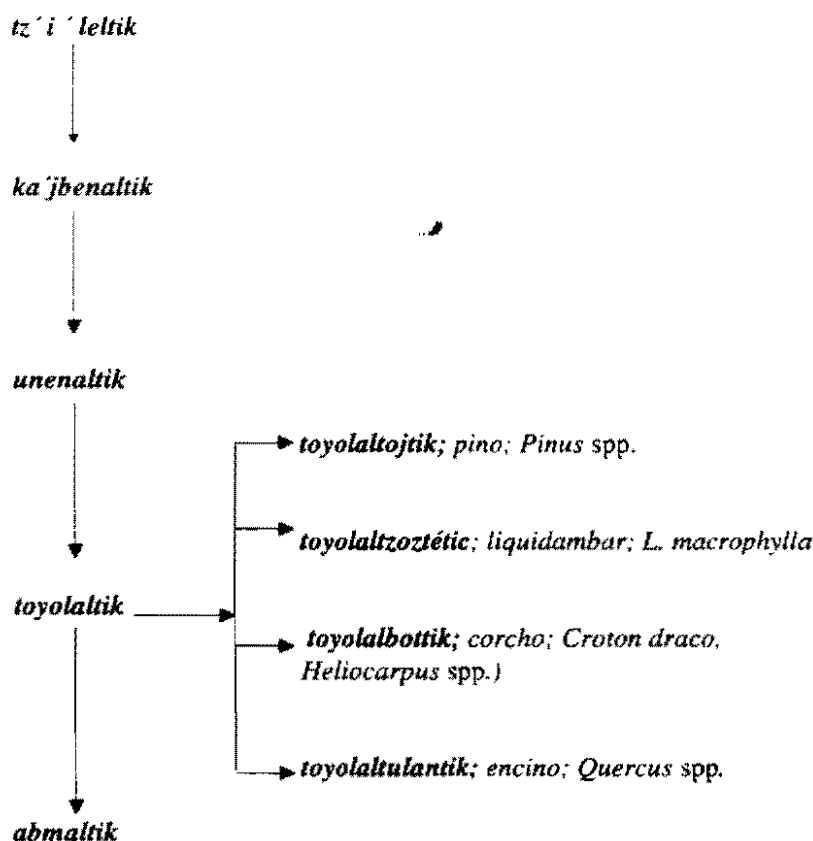 tz´i´leltik
ka´jbenaltik
unenaltik
toyolaltojtik; pino; Pinus spp.
toyolaltzoztétic; liquidambar; L. macrophylla
toyolaltik
toyolalbottik; corcho; Croton draco,
Heliocarpus spp.)
toyolaltulantik; encino; Quercus spp.
abmaltik